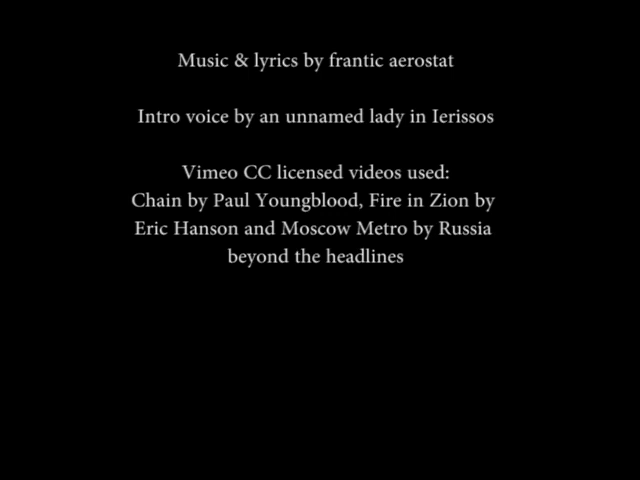 Music & lyrics by frantic aerostat
Intro voice by an unnamed lady in Ierissos
Vimeo CC licensed videos used:
Chain by Paul Youngblood, Fire in Zion by
Eric Hanson and Moscow Metro by Russia
beyond the headlines